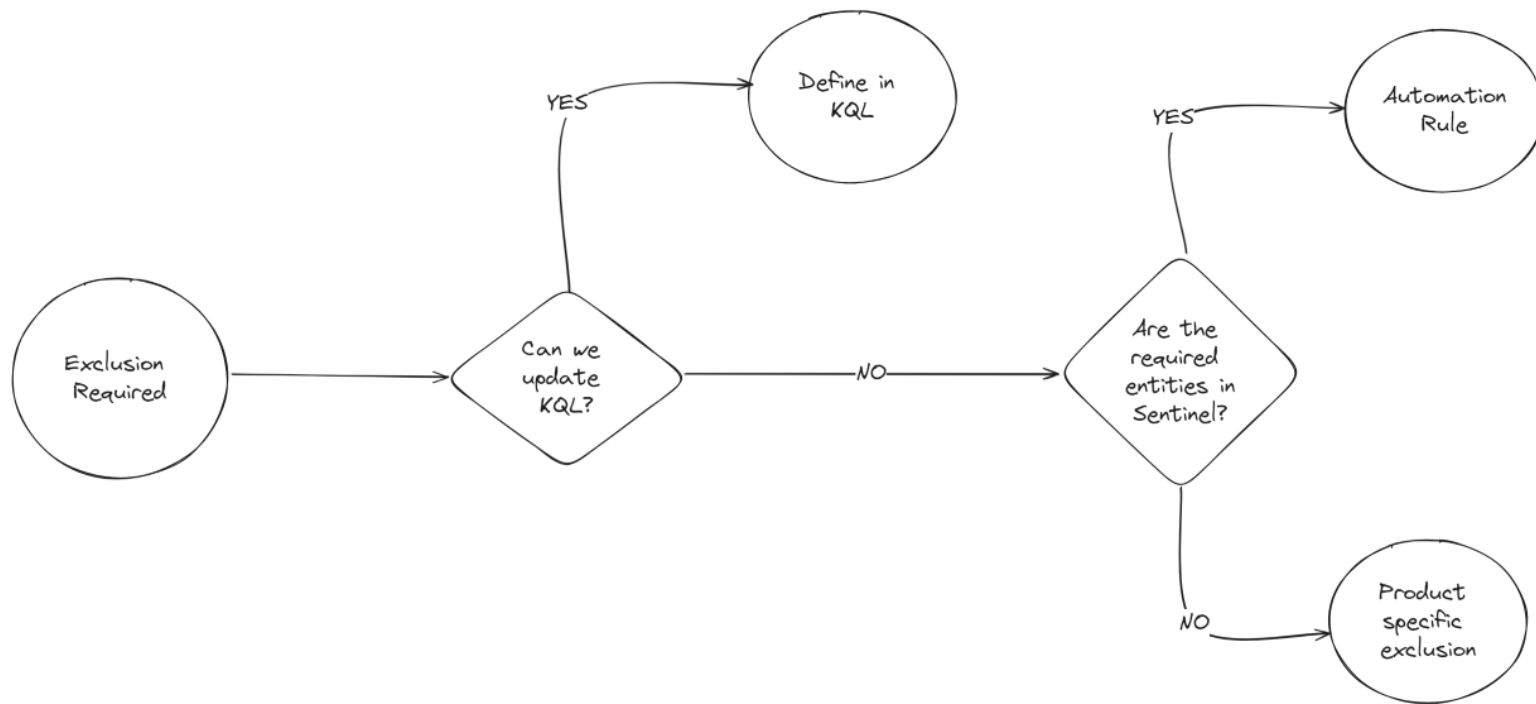 Exclusion
Required
Can we
update
KQL?
YES
Define in
KQL
NO
Are the
required
entities in
Sentinel?
YES
Automation
Rule
NO
Product
specific
exclusion